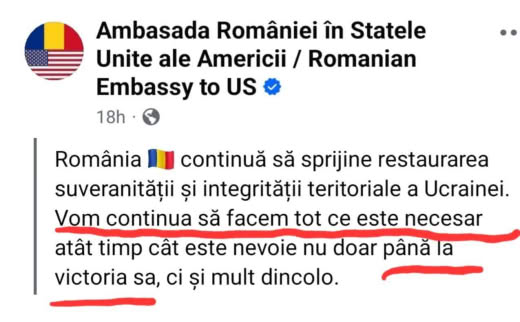 Ambasada României în Statele
Unite ale Americii / Romanian
Embassy to US
18h ·
România 🇷🇴 continuă să sprijine restaurarea
suveranității și integrității teritoriale a Ucrainei.
Vom continua să facem tot ce este necesar
atât timp cât este nevoie nu doar până la
victoria sa, ci și mult dincolo.